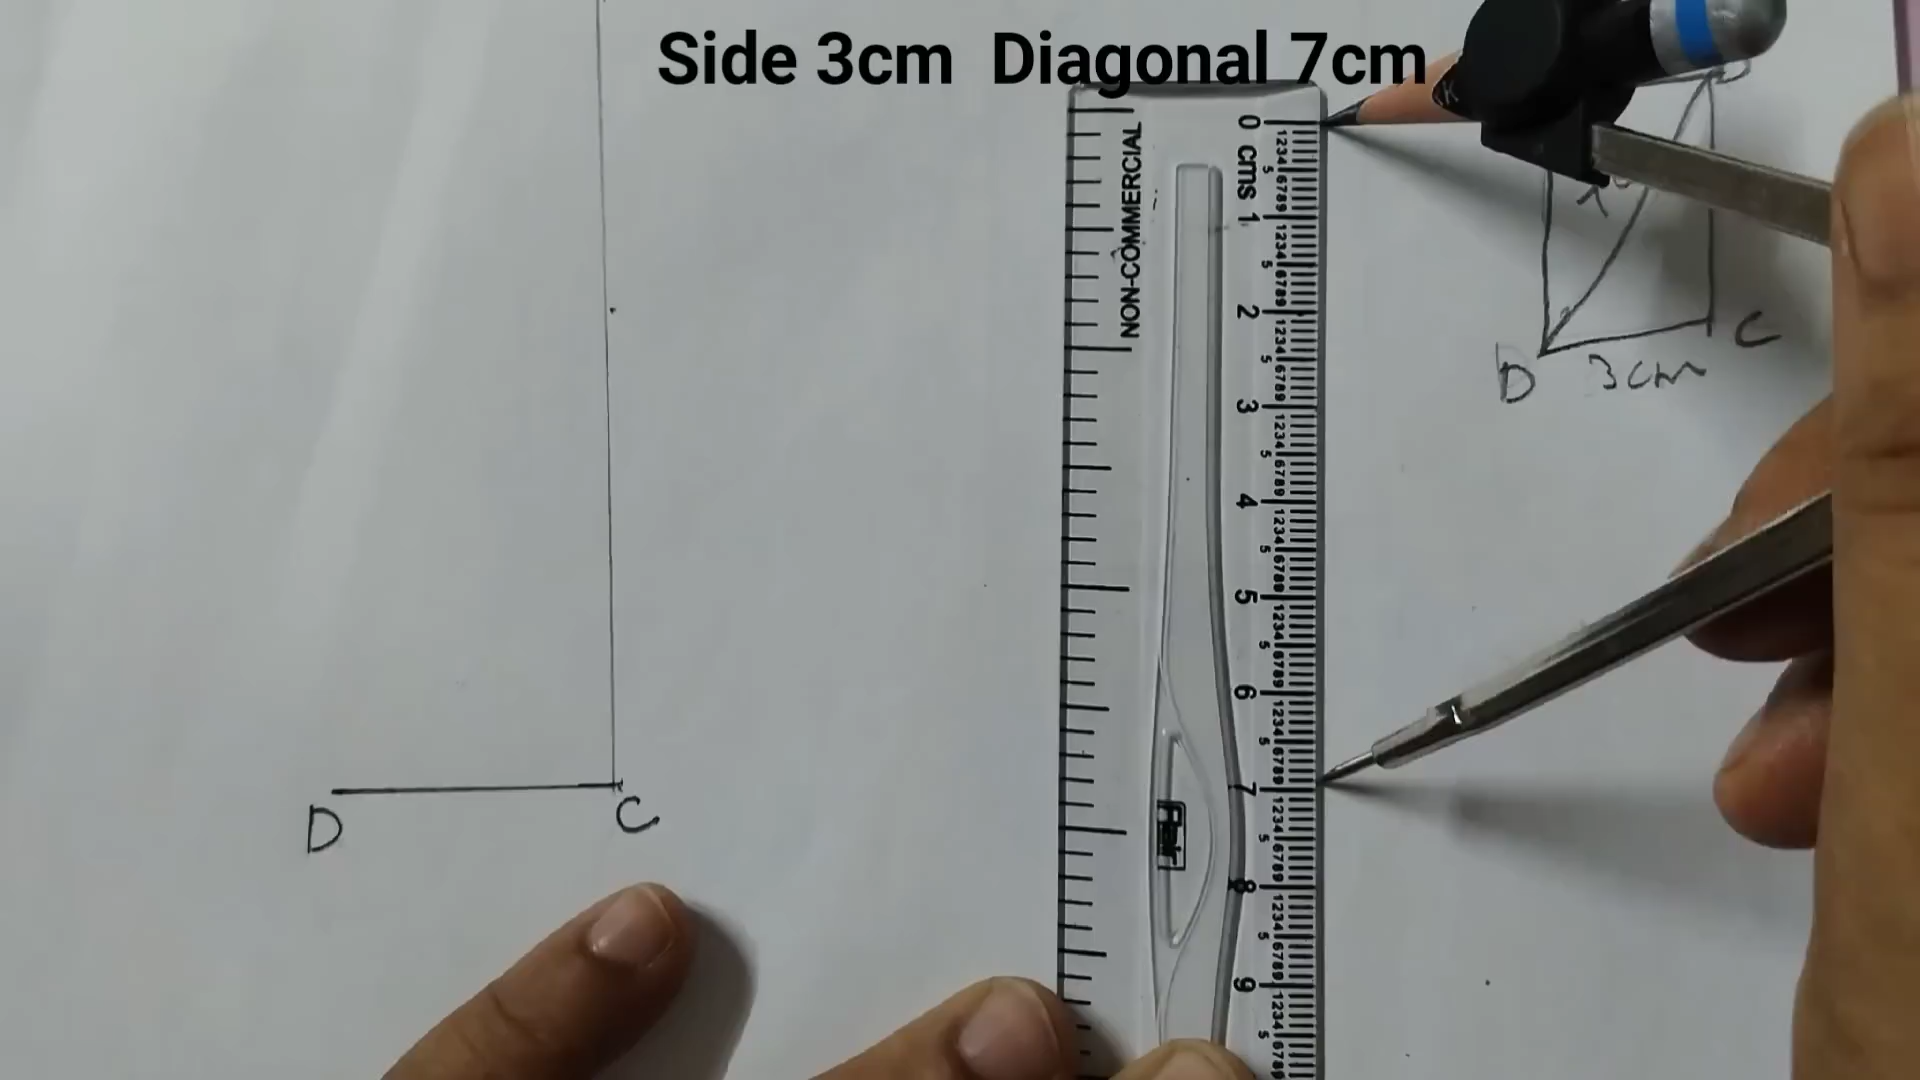 Side 3cm Diagonal 7cm
NON-COMMERCIAL
0 cms 1 2 3 4 5 6 7 8 9
D C
D 3cm C